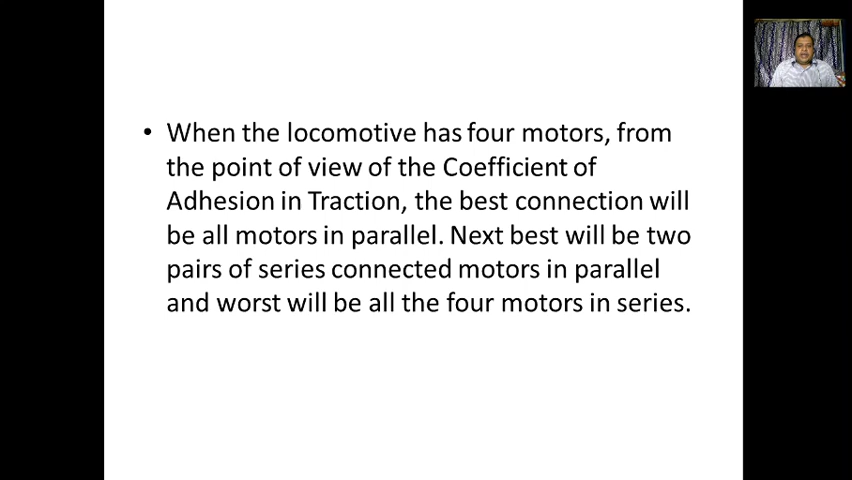 • When the locomotive has four motors, from
the point of view of the Coefficient of
Adhesion in Traction, the best connection will
be all motors in parallel. Next best will be two
pairs of series connected motors in parallel
and worst will be all the four motors in series.